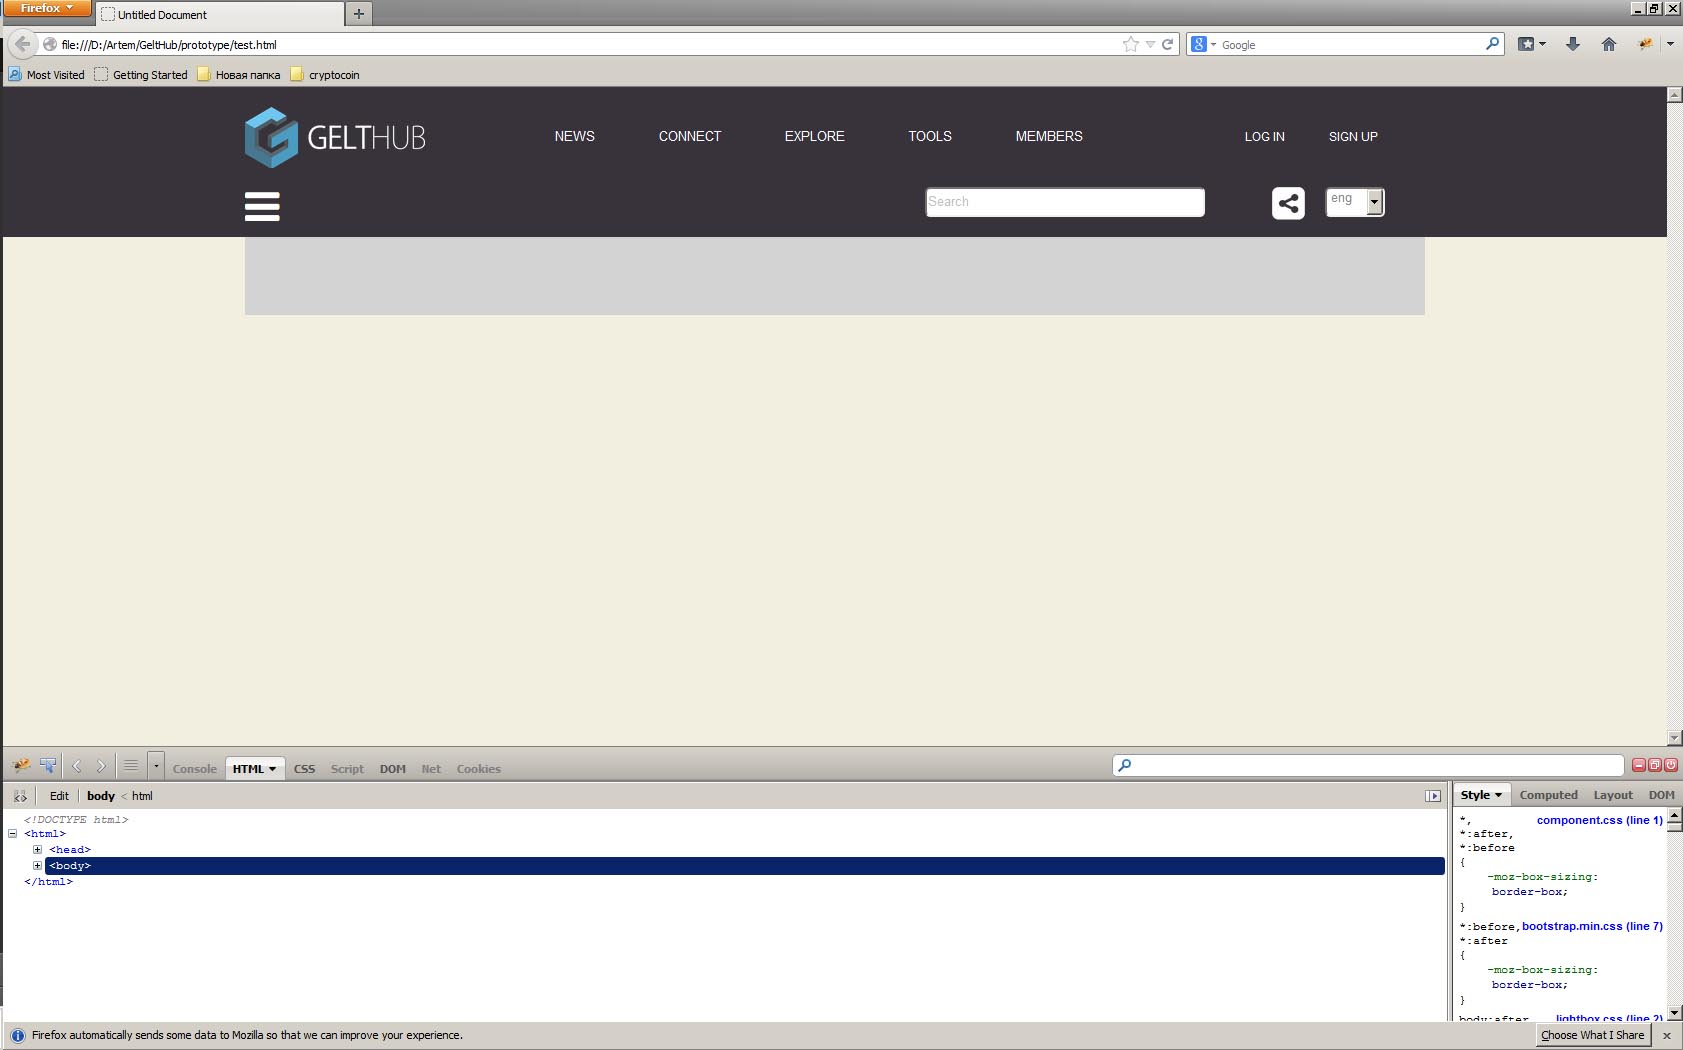 Firefox
Untitled Document
file:///D:/Artem/GeltHub/prototype/test.html
Google
Most Visited Getting Started Новая папка cryptocoin
GELTHUB NEWS CONNECT EXPLORE TOOLS MEMBERS LOG IN SIGN UP
Search eng
Console HTML CSS Script DOM Net Cookies
Edit body < html
Style Computed Layout DOM
<!DOCTYPE html>
<html>
<head>
<body>
</html>
*, component.css (line 1)
*:after,
*:before
{
-moz-box-sizing:
border-box;
}
*:before, bootstrap.min.css (line 7)
*:after
{
-moz-box-sizing:
border-box;
}
body:after lightbox.css (line 2)
Firefox automatically sends some data to Mozilla so that we can improve your experience.
Choose What I Share